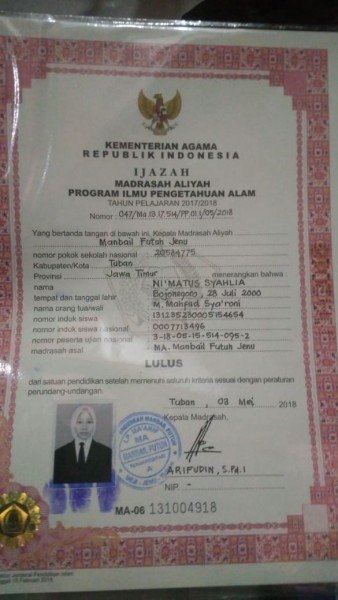 KEMENTERIAN AGAMA
REPUBLIK INDONESIA
IJAZAH
MADRASAH ALIYAH
PROGRAM ILMU PENGETAHUAN ALAM
TAHUN PELAJARAN 2017/2018
Nomor : 047/Ma.13.17.514/PP.01.1/05/2018
Yang bertanda tangan di bawah ini, Kepala Madrasah Aliyah
Manbail Futuh Jenu
nomor pokok sekolah nasional : 20584775
Kabupaten/Kota Tuban
Provinsi Jawa Timur menerangkan bahwa
nama : NI'MATUS SYAHLIA
tempat dan tanggal lahir : Bojonegoro, 28 Juli 2000
nama orang tua/wali : M. Sya'roni
nomor induk siswa : 131235230005154654
nomor induk siswa nasional : 0007713496
nomor peserta ujian nasional : 3-18-05-15-514-095-2
madrasah asal : MA. Manbail Futuh Jenu
LULUS
dari satuan pendidikan setelah memenuhi seluruh kriteria sesuai dengan peraturan
perundang-undangan.
Tuban, 03 Mei 2018
Kepala Madrasah,
MA
ARIFUDIN, S.Pd.I
NIP. -
MA-06 131004918